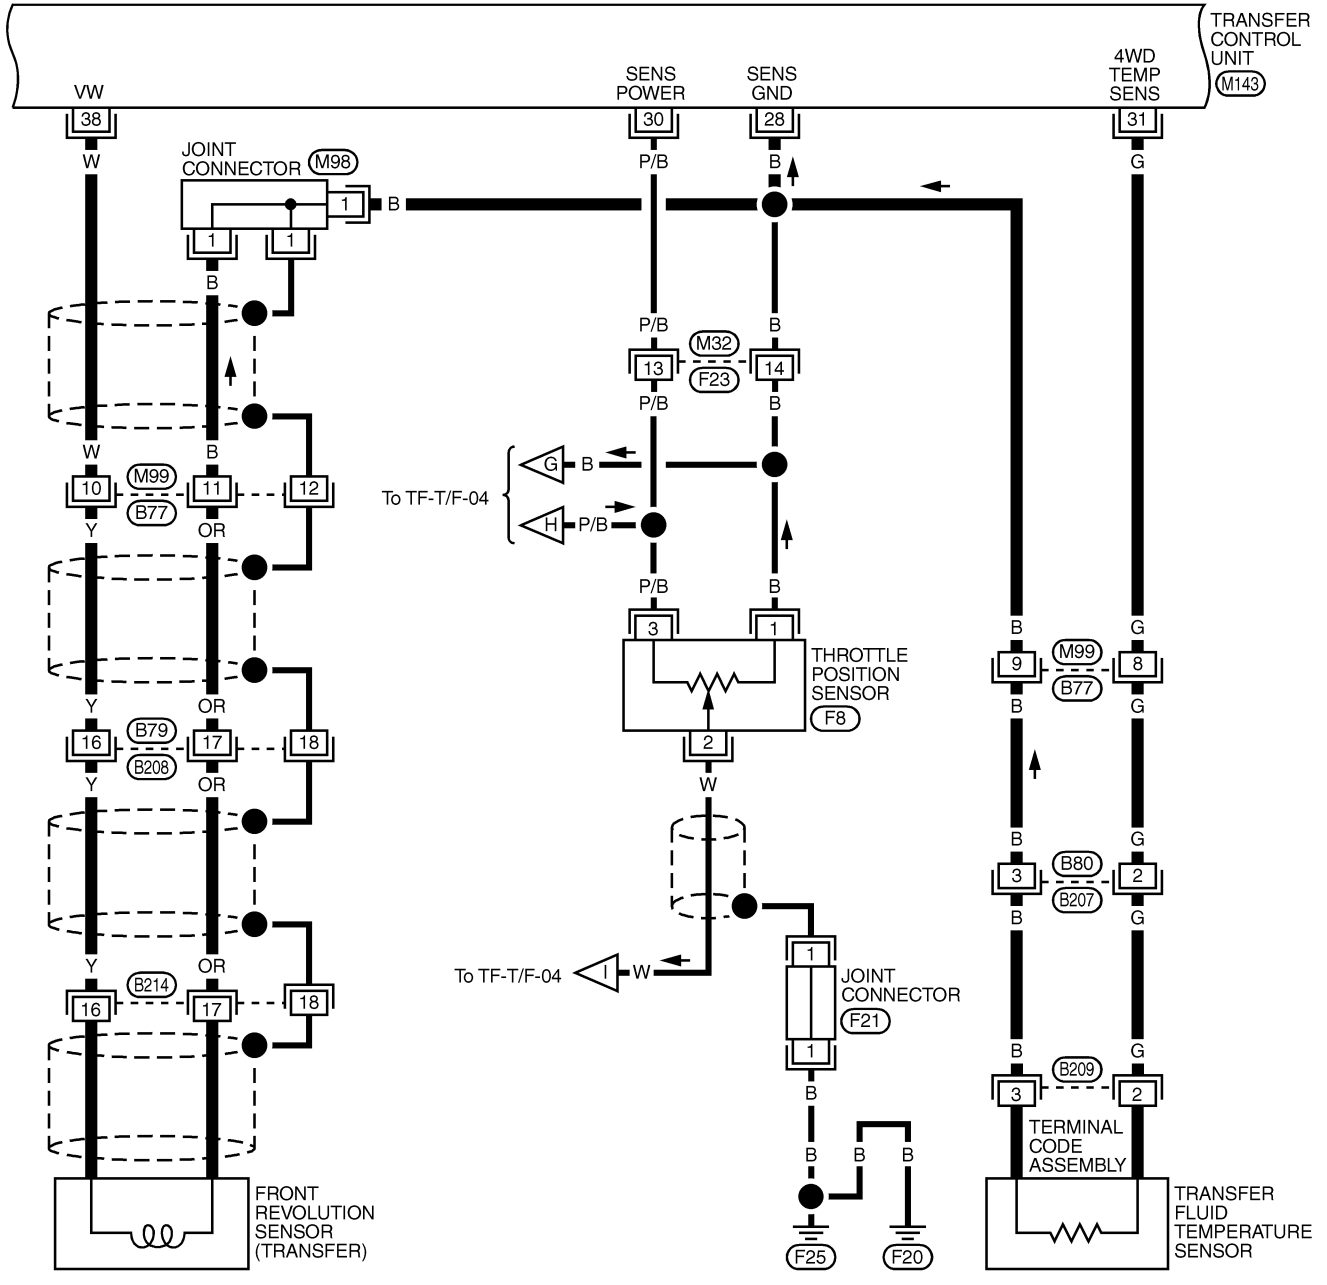 TRANSFER
CONTROL
UNIT
M143
VW
SENS
POWER
SENS
GND
4WD
TEMP
SENS
38
30
28
31
W
P/B
B
G
JOINT
CONNECTOR
M98
1
B
1
1
B
P/B
B
M32
F23
13
14
P/B
B
W
B
G
B
To TF-T/F-04
H
P/B
M99
B77
10
11
12
Y
OR
P/B
B
3
1
THROTTLE
POSITION
SENSOR
F8
B
G
M99
B77
9
8
B
G
Y
OR
B79
B208
16
17
18
Y
OR
2
W
B
G
B80
B207
3
2
B
G
To TF-T/F-04
I
W
1
JOINT
CONNECTOR
F21
1
Y
OR
B214
16
17
18
B
G
B209
3
2
B
B
B
B
F25
F20
TERMINAL
CODE
ASSEMBLY
FRONT
REVOLUTION
SENSOR
(TRANSFER)
TRANSFER
FLUID
TEMPERATURE
SENSOR